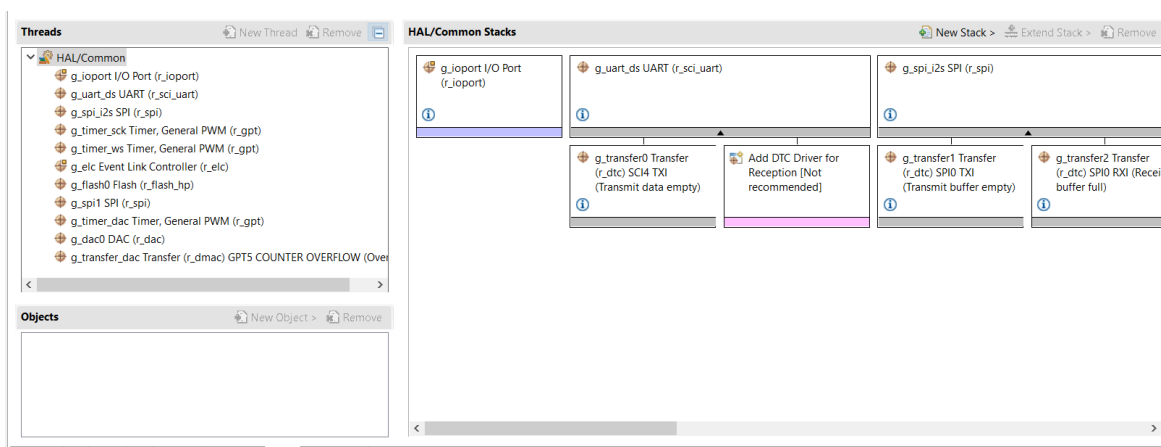 Threads
New Thread
Remove
HAL/Common
g_ioport I/O Port (r_ioport)
g_uart_ds UART (r_sci_uart)
g_spi_i2s SPI (r_spi)
g_timer_sck Timer, General PWM (r_gpt)
g_timer_ws Timer, General PWM (r_gpt)
g_elc Event Link Controller (r_elc)
g_flash0 Flash (r_flash_hp)
g_spi1 SPI (r_spi)
g_timer_dac Timer, General PWM (r_gpt)
g_dac0 DAC (r_dac)
g_transfer_dac Transfer (r_dmac) GPT5 COUNTER OVERFLOW (Over
Objects
New Object >
Remove
HAL/Common Stacks
New Stack >
Extend Stack >
Remove
g_ioport I/O Port
(r_ioport)
g_uart_ds UART (r_sci_uart)
g_spi_i2s SPI (r_spi)
g_transfer0 Transfer
(r_dtc) SCI4 TXI
(Transmit data empty)
Add DTC Driver for
Reception [Not
recommended]
g_transfer1 Transfer
(r_dtc) SPI0 TXI
(Transmit buffer empty)
g_transfer2 Transfer
(r_dtc) SPI0 RXI (Recei
buffer full)